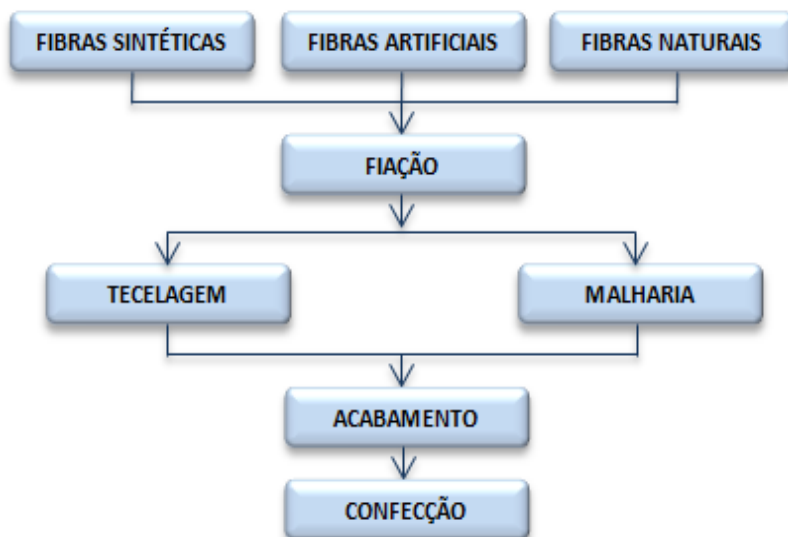 FIBRAS SINTÉTICAS
FIBRAS ARTIFICIAIS
FIBRAS NATURAIS
FIAÇÃO
TECELAGEM
MALHARIA
ACABAMENTO
CONFECÇÃO